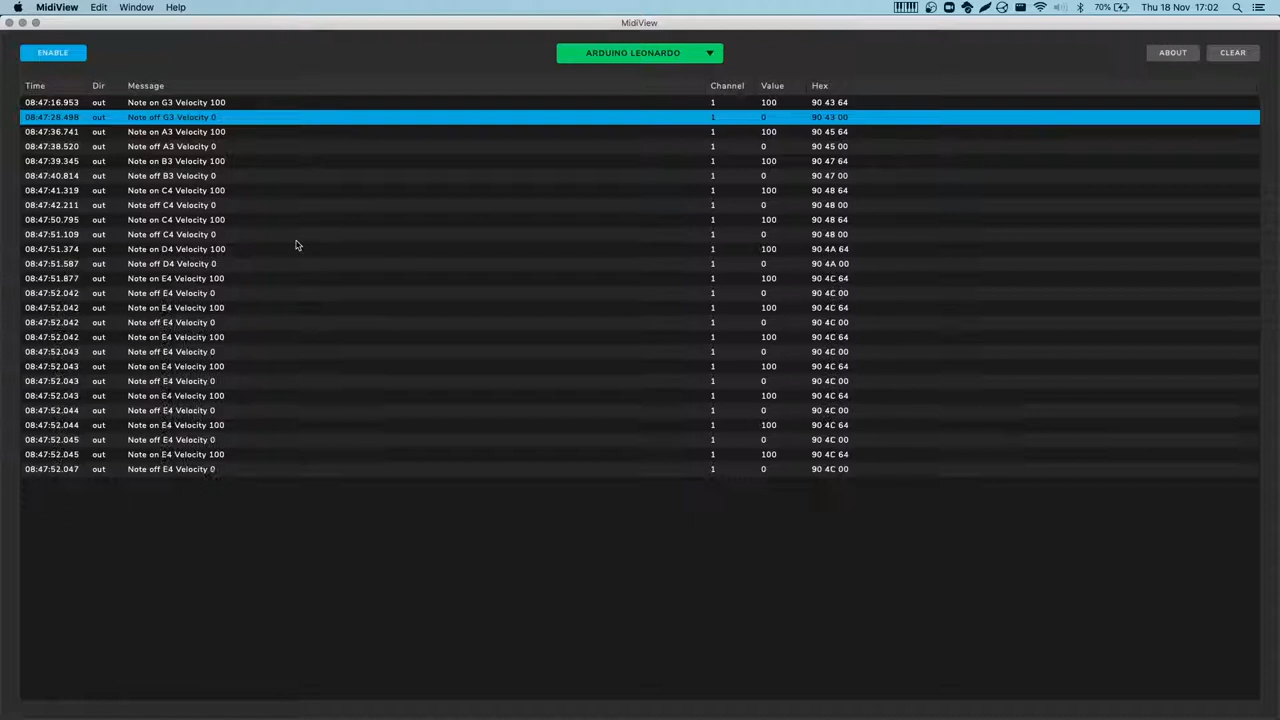 MidiView Edit Window Help 70% Thu 18 Nov 17:02
MidiView
ENABLE ARDUINO LEONARDO ABOUT CLEAR
Time Dir Message Channel Value Hex
08:47:16.953 out Note on G3 Velocity 100 1 100 90 43 64
08:47:28.498 out Note off G3 Velocity 0 1 0 90 43 00
08:47:36.741 out Note on A3 Velocity 100 1 100 90 45 64
08:47:38.520 out Note off A3 Velocity 0 1 0 90 45 00
08:47:39.345 out Note on B3 Velocity 100 1 100 90 47 64
08:47:40.814 out Note off B3 Velocity 0 1 0 90 47 00
08:47:41.319 out Note on C4 Velocity 100 1 100 90 48 64
08:47:42.211 out Note off C4 Velocity 0 1 0 90 48 00
08:47:50.795 out Note on C4 Velocity 100 1 100 90 48 64
08:47:51.109 out Note off C4 Velocity 0 1 0 90 48 00
08:47:51.374 out Note on D4 Velocity 100 1 100 90 4A 64
08:47:51.587 out Note off D4 Velocity 0 1 0 90 4A 00
08:47:51.877 out Note on E4 Velocity 100 1 100 90 4C 64
08:47:52.042 out Note off E4 Velocity 0 1 0 90 4C 00
08:47:52.042 out Note on E4 Velocity 100 1 100 90 4C 64
08:47:52.042 out Note off E4 Velocity 0 1 0 90 4C 00
08:47:52.042 out Note on E4 Velocity 100 1 100 90 4C 64
08:47:52.043 out Note off E4 Velocity 0 1 0 90 4C 00
08:47:52.043 out Note on E4 Velocity 100 1 100 90 4C 64
08:47:52.043 out Note off E4 Velocity 0 1 0 90 4C 00
08:47:52.043 out Note on E4 Velocity 100 1 100 90 4C 64
08:47:52.044 out Note off E4 Velocity 0 1 0 90 4C 00
08:47:52.044 out Note on E4 Velocity 100 1 100 90 4C 64
08:47:52.045 out Note off E4 Velocity 0 1 0 90 4C 00
08:47:52.045 out Note on E4 Velocity 100 1 100 90 4C 64
08:47:52.047 out Note off E4 Velocity 0 1 0 90 4C 00